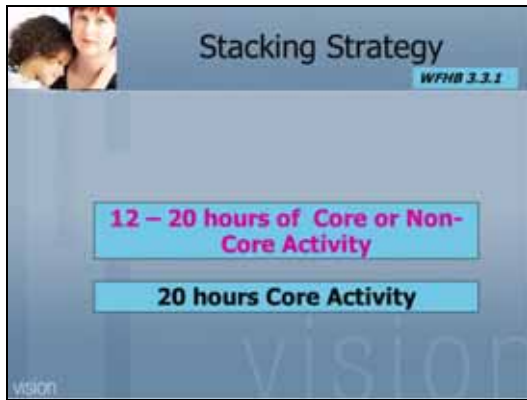 Stacking Strategy
WFHB 3.3.1
12 – 20 hours of Core or Non-
Core Activity
20 hours Core Activity
vision
vision